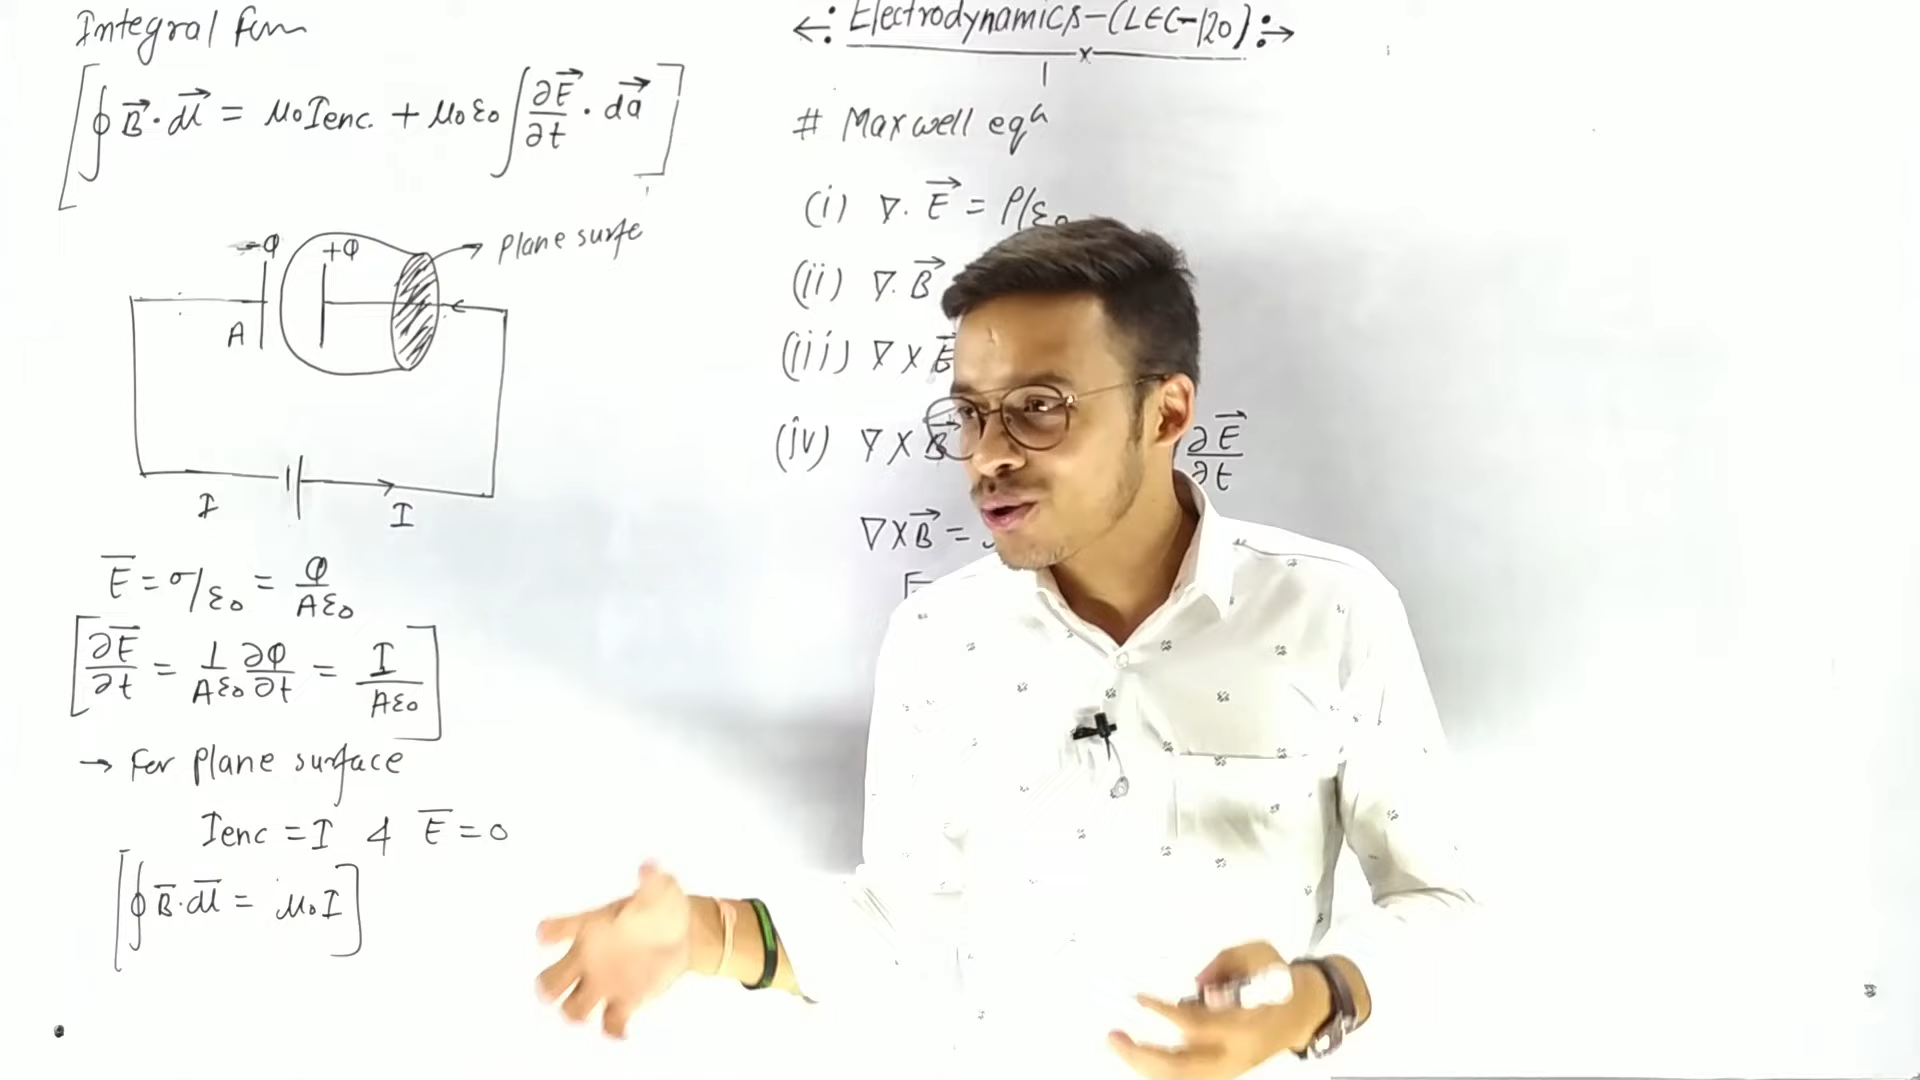 Integral Form
∮ B⃗ · dl⃗ = μ₀Ienc. + μ₀ε₀ ∫ ∂E⃗/∂t · da⃗
-Q +Q → Plane surfe
A
I I
E̅ = σ/ε₀ = Q/Aε₀
∂E̅/∂t = 1/Aε₀ ∂Q/∂t = I/Aε₀
→ For plane surface
Ienc = I & E̅ = 0
∮ B̅ · dl̅ = μ₀I
←: Electrodynamics-(LEC-120) :→
x
# Maxwell eqn
(i) ∇. E⃗ = ρ/ε₀
(ii) ∇. B⃗
(iii) ∇ × E⃗
(iv) ∇ × B⃗ ∂E⃗/∂t
∇×B⃗ =